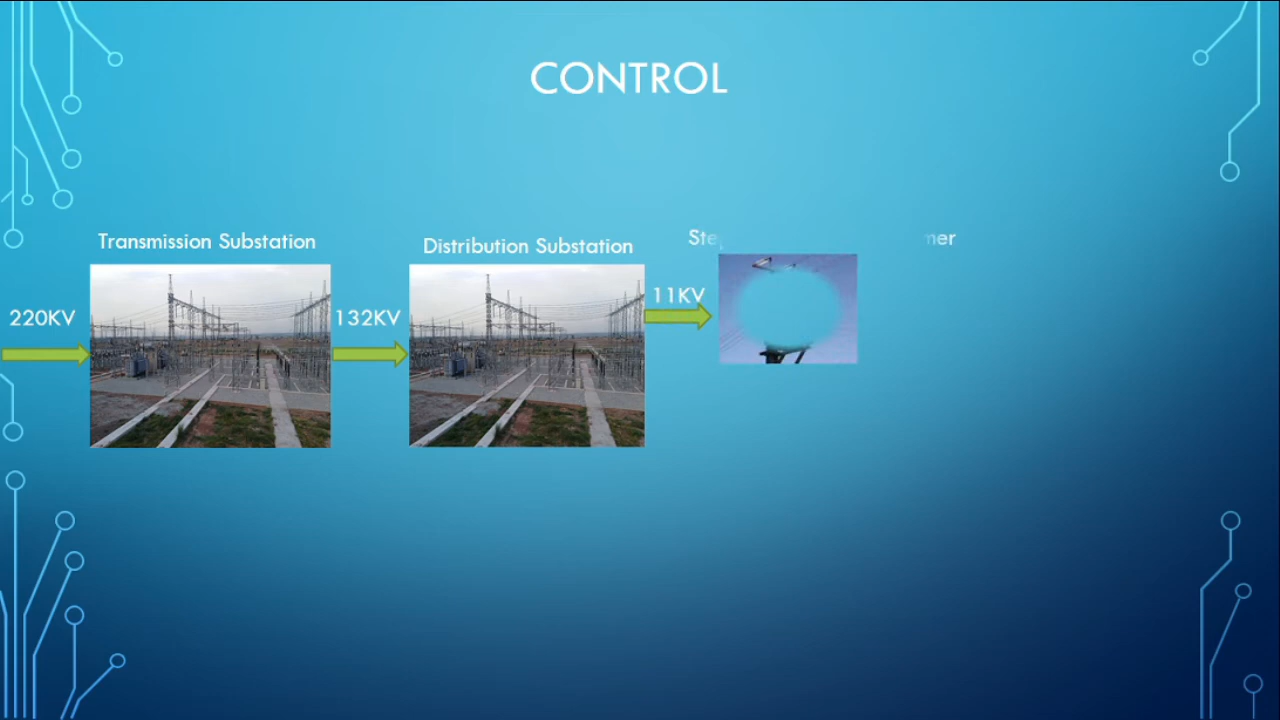 CONTROL
Transmission Substation
Distribution Substation
220KV
132KV
11KV